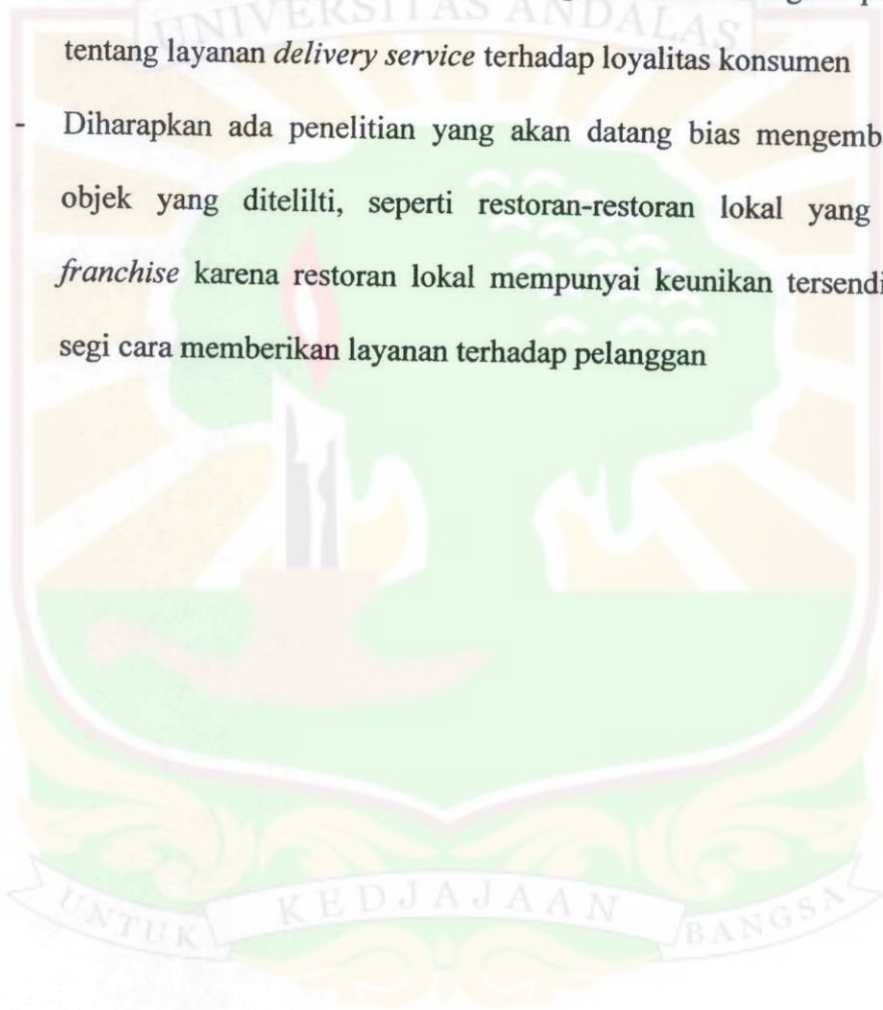 UNIVERSITAS ANDALAS
tentang layanan delivery service terhadap loyalitas konsumen
- Diharapkan ada penelitian yang akan datang bias mengemb
objek yang ditelilti, seperti restoran-restoran lokal yang
franchise karena restoran lokal mempunyai keunikan tersendi
segi cara memberikan layanan terhadap pelanggan
UNTUK KEDJAJAAN BANGSA